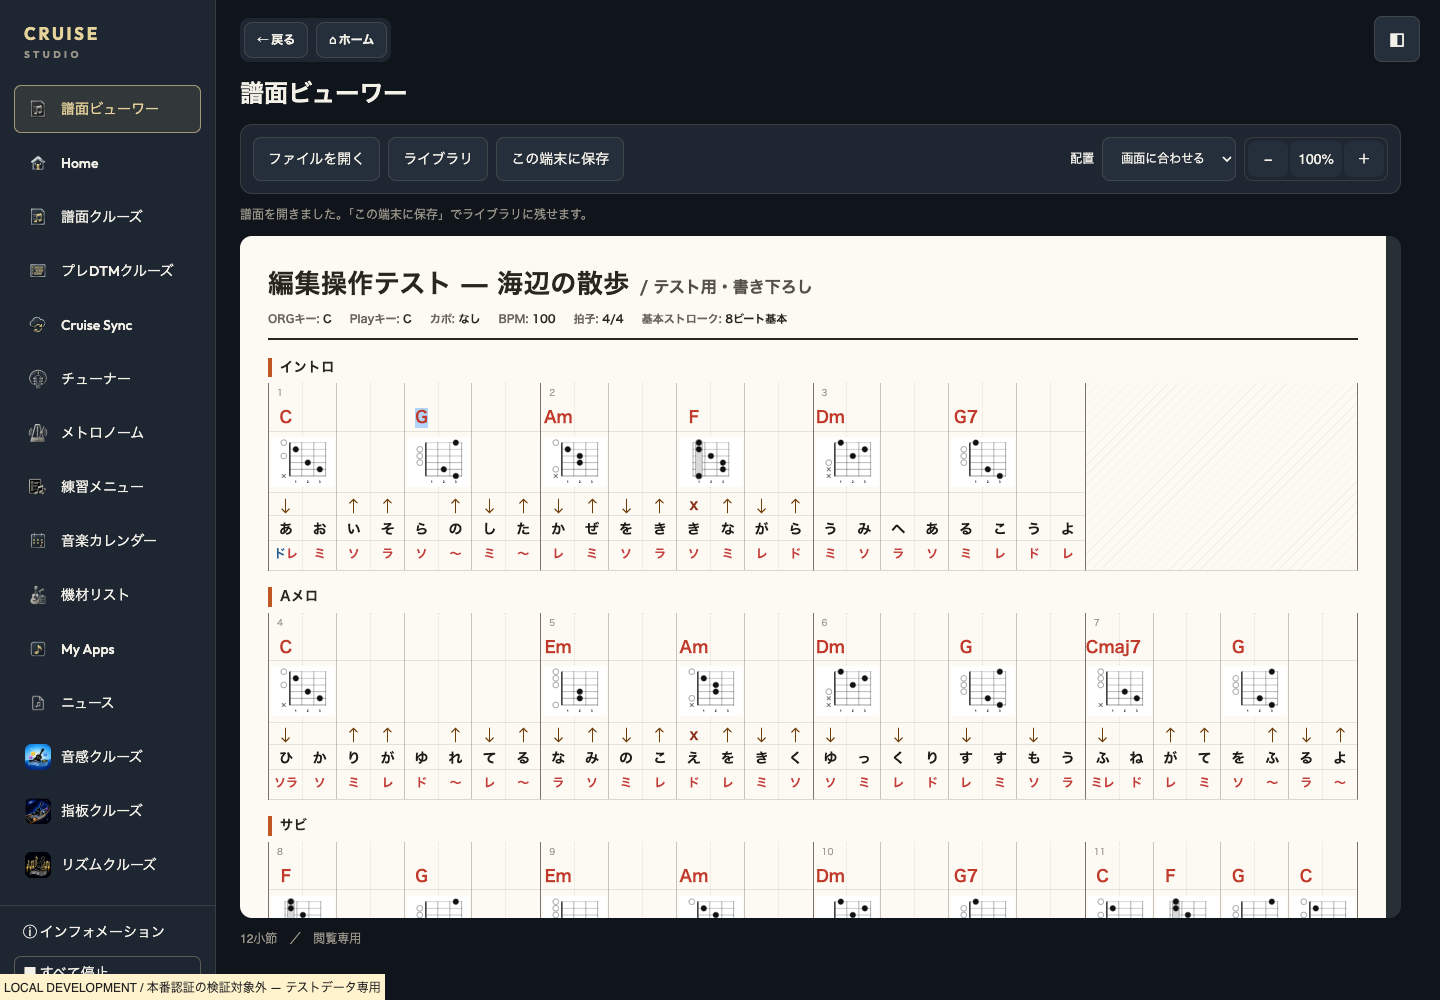 CRUISE
STUDIO
譜面ビューワー
Home
譜面クルーズ
プレDTMクルーズ
Cruise Sync
チューナー
メトロノーム
練習メニュー
音楽カレンダー
機材リスト
My Apps
ニュース
音感クルーズ
指板クルーズ
リズムクルーズ
ⓘ インフォメーション
■ すべて停止
LOCAL DEVELOPMENT / 本番認証の検証対象外 — テストデータ専用
← 戻る ⌂ ホーム
譜面ビューワー
ファイルを開く ライブラリ この端末に保存 配置 画面に合わせる − 100% +
譜面を開きました。「この端末に保存」でライブラリに残せます。
編集操作テスト — 海辺の散歩 / テスト用・書き下ろし
ORGキー: C Playキー: C カポ: なし BPM: 100 拍子: 4/4 基本ストローク: 8ビート基本
イントロ
1 2 3
C G Am F Dm G7
↓ ↑ ↑ ↑ ↓ ↑ ↓ ↑ ↓ ↑ x ↑ ↓ ↑
あ お い そ ら の し た か ぜ を き き な が ら う み へ あ る こ う よ
ドレ ミ ソ ラ ソ 〜 ミ 〜 レ ミ ソ ラ ソ ミ レ ド ミ ソ ラ ソ ミ レ ド レ
Aメロ
4 5 6 7
C Em Am Dm G Cmaj7 G
↓ ↑ ↑ ↑ ↓ ↑ ↓ ↑ ↓ ↑ x ↑ ↓ ↑ ↓ ↓ ↓ ↓ ↓ ↑ ↑ ↑ ↓ ↑
ひ か り が ゆ れ て る な み の こ え を き く ゆ っ く り す す も う ふ ね が て を ふ る よ
ソラ ソ ミ レ ド 〜 レ 〜 ラ ソ ミ レ ド レ ミ ソ ソ ミ レ ド レ ミ ソ ラ ミレ ド レ ミ ソ 〜 ラ 〜
サビ
8 9 10 11
F G Em Am Dm G7 C F G C
12小節 ／ 閲覧専用